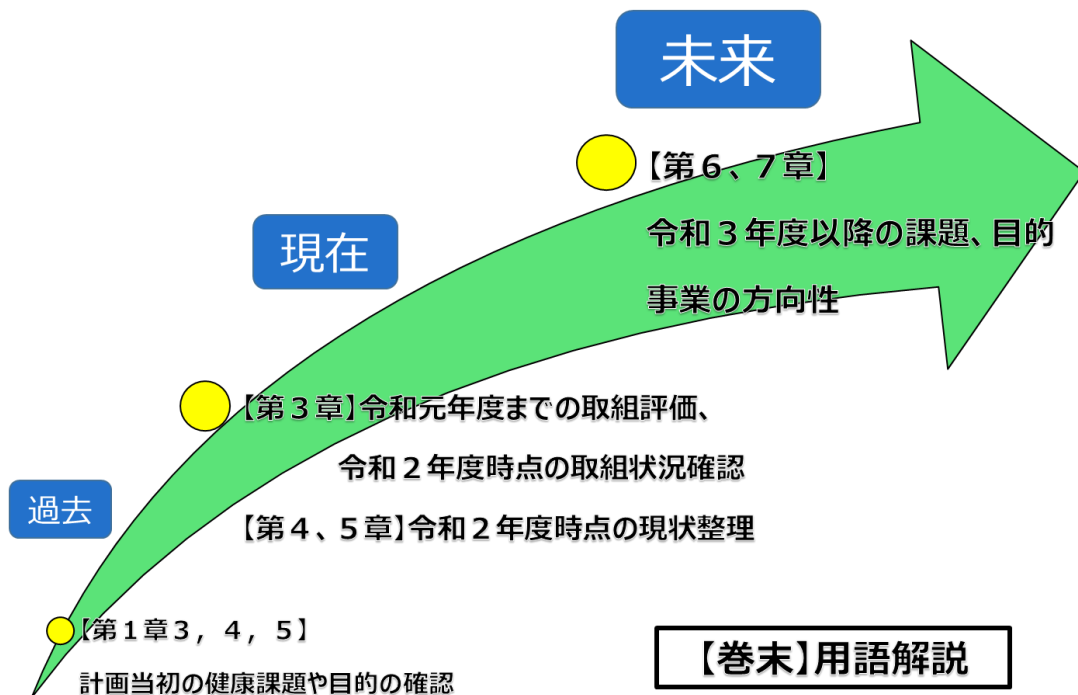 未来
【第６、７章】
令和３年度以降の課題、目的
事業の方向性
現在
【第３章】令和元年度までの取組評価、
令和２年度時点の取組状況確認
【第４、５章】令和２年度時点の現状整理
過去
【第１章３，４，５】
計画当初の健康課題や目的の確認
【巻末】用語解説